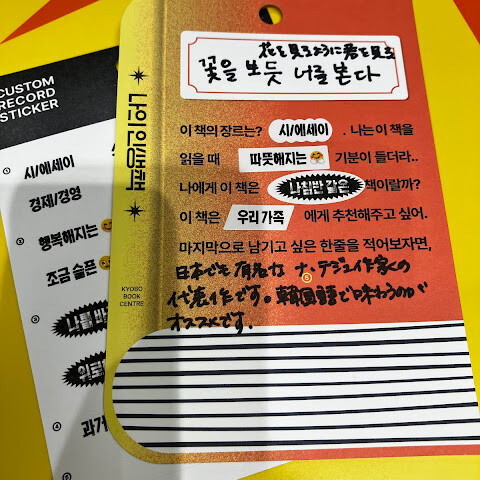 CUSTOM
RECORD
STICKER
시/에세이
경제/경영
행복해지는
조금 슬픈
과거
나의 인생책
KYOBO
BOOK
CENTRE
花を見るように君を見る
꽃을 보듯 너를 본다
이 책의 장르는? 시/에세이 . 나는 이 책을
읽을 때 따뜻해지는 기분이 들더라..
나에게 이 책은 나침반 같은 책이랄까?
이 책은 우리 가족 에게 추천해주고 싶어.
마지막으로 남기고 싶은 한줄을 적어보자면,
日本でも有名なナ・テジュ作家の
代表作です。韓国語で味わうのが
オススメです.